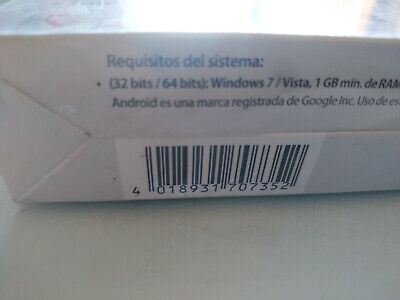 Requisitos del sistema:
• (32 bits / 64 bits): Windows 7 / Vista, 1 GB mín. de RAM
Android es una marca registrada de Google Inc. Uso de
4 018931 707352